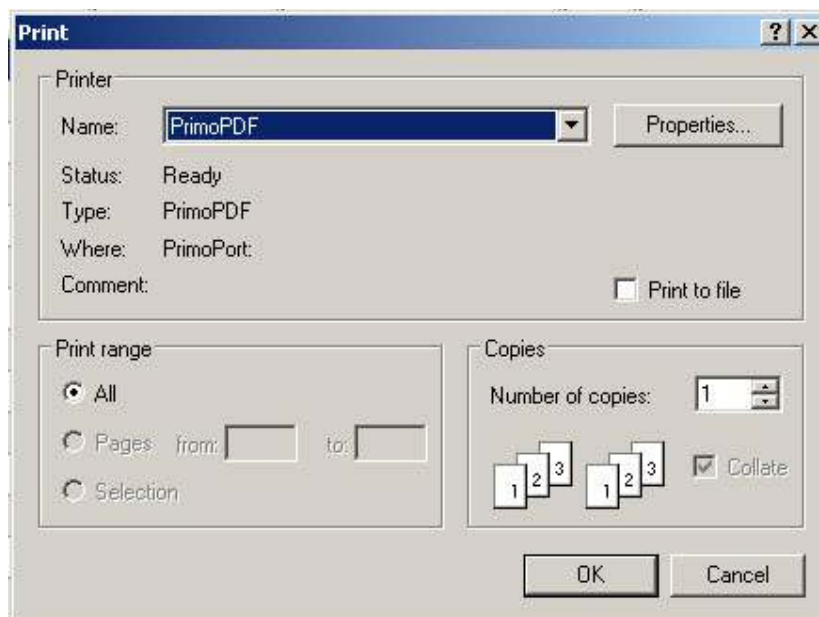 Print
Printer
Name: PrimoPDF Properties...
Status: Ready
Type: PrimoPDF
Where: PrimoPort:
Comment:
Print to file
Print range
All
Pages from: to:
Selection
Copies
Number of copies: 1
1 2 3 1 2 3 Collate
OK Cancel